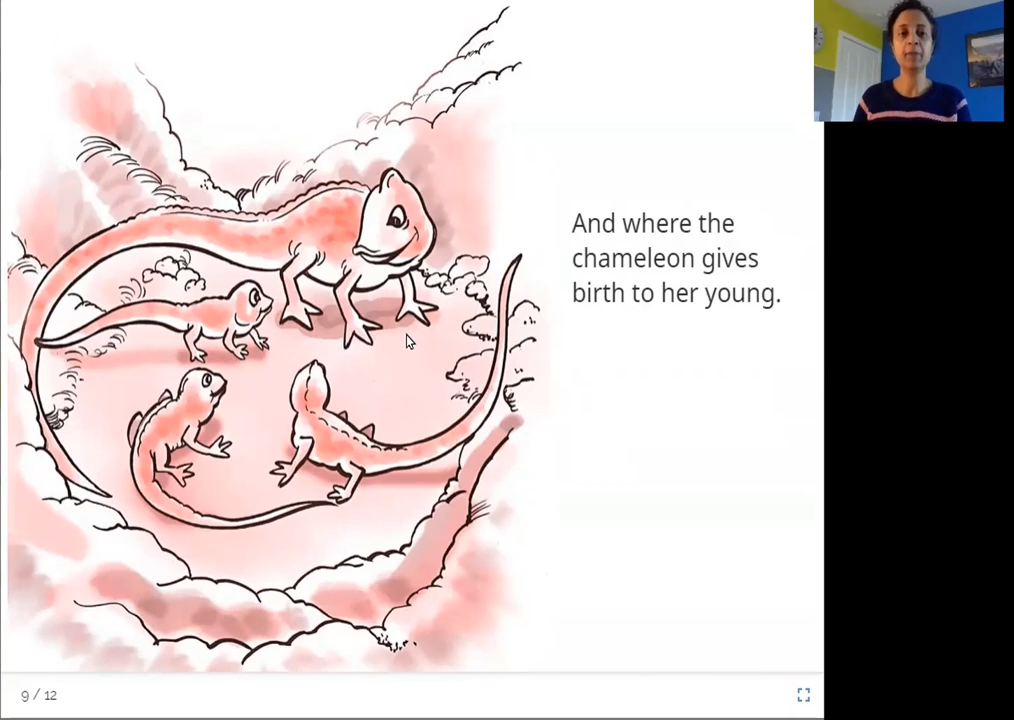 And where the
chameleon gives
birth to her young.
9 / 12